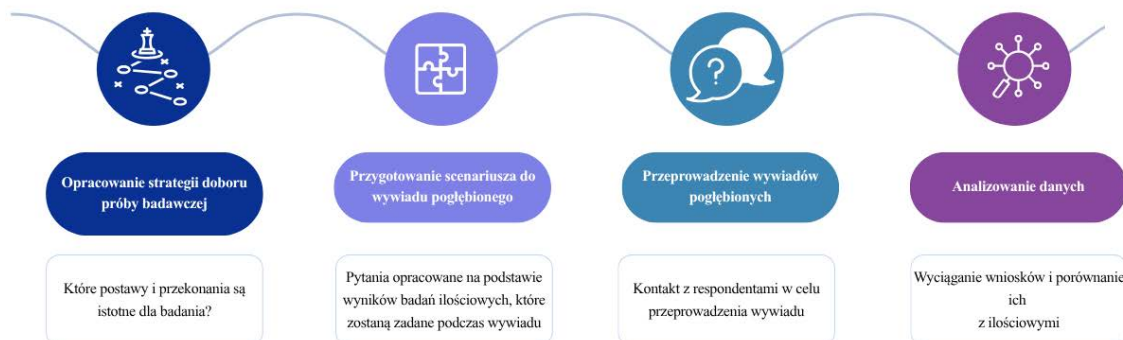 ?
Opracowanie strategii doboru
próby badawczej
Przygotowanie scenariusza do
wywiadu pogłębionego
Przeprowadzenie wywiadów
pogłębionych
Analizowanie danych
Które postawy i przekonania są
istotne dla badania?
Pytania opracowane na podstawie
wyników badań ilościowych, które
zostaną zadane podczas wywiadu
Kontakt z respondentami w celu
przeprowadzenia wywiadu
Wyciąganie wniosków i porównanie
ich
z ilościowymi